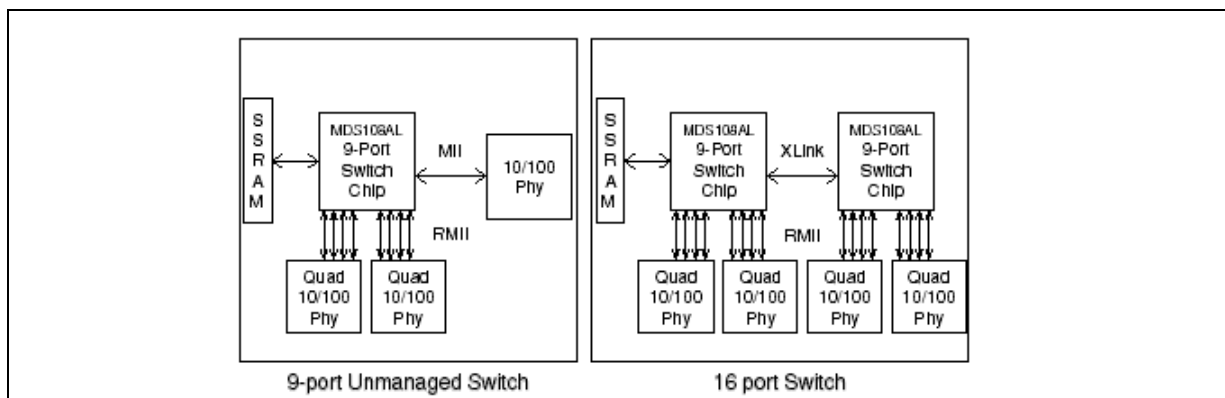 S
S
R
A
M
MDS108AL
9-Port
Switch
Chip
MII
10/100
Phy
RMII
Quad
10/100
Phy
Quad
10/100
Phy
9-port Unmanaged Switch
S
S
R
A
M
MDS108AL
9-Port
Switch
Chip
XLink
MDS108AL
9-Port
Switch
Chip
RMII
Quad
10/100
Phy
Quad
10/100
Phy
Quad
10/100
Phy
Quad
10/100
Phy
16 port Switch